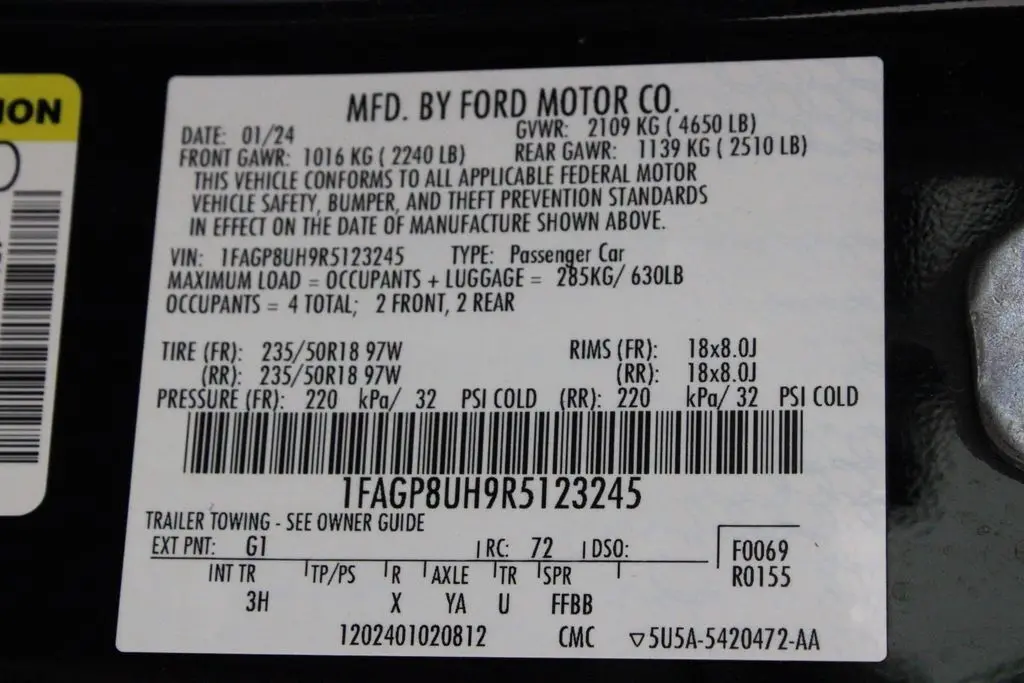 ION
MFD. BY FORD MOTOR CO.
DATE: 01/24 GVWR: 2109 KG ( 4650 LB)
FRONT GAWR: 1016 KG ( 2240 LB) REAR GAWR: 1139 KG ( 2510 LB)
THIS VEHICLE CONFORMS TO ALL APPLICABLE FEDERAL MOTOR
VEHICLE SAFETY, BUMPER, AND THEFT PREVENTION STANDARDS
IN EFFECT ON THE DATE OF MANUFACTURE SHOWN ABOVE.
VIN: 1FAGP8UH9R5123245 TYPE: Passenger Car
MAXIMUM LOAD = OCCUPANTS + LUGGAGE = 285KG/ 630LB
OCCUPANTS = 4 TOTAL; 2 FRONT, 2 REAR
TIRE (FR): 235/50R18 97W RIMS (FR): 18x8.0J
(RR): 235/50R18 97W (RR): 18x8.0J
PRESSURE (FR): 220 kPa/ 32 PSI COLD (RR): 220 kPa/ 32 PSI COLD
1FAGP8UH9R5123245
TRAILER TOWING - SEE OWNER GUIDE
EXT PNT: G1 RC: 72 DSO: F0069
R0155
INT TR TP/PS R AXLE TR SPR
3H X YA U FFBB
1202401020812 CMC ▽5U5A-5420472-AA